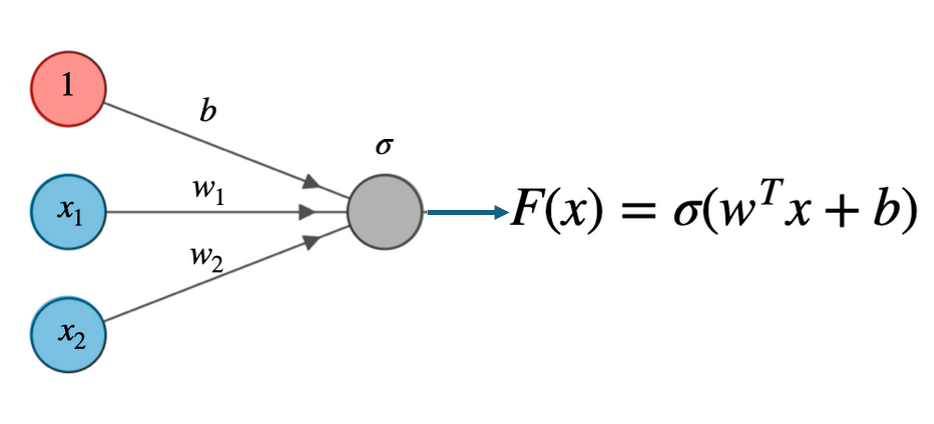 1
b
σ
x₁
w₁
F(x) = σ(wᵀx + b)
w₂
x₂